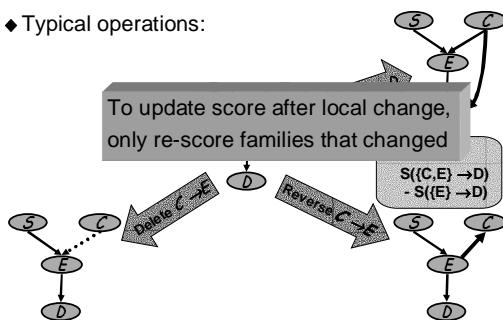 ◆ Typical operations:
S C
E
D
To update score after local change,
only re-score families that changed
S({C,E} →D)
- S({E} →D)
D
Delete C →E
Reverse C →E
S C
E
D
S C
E
D